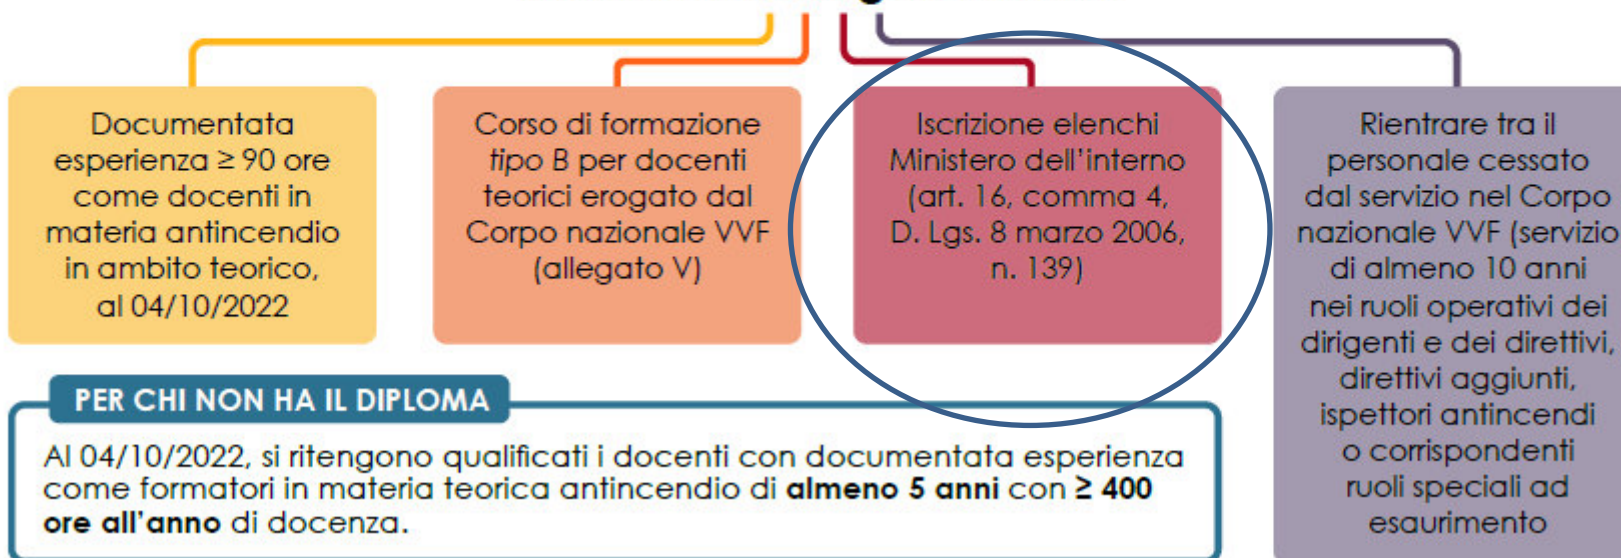 Documentata
esperienza ≥ 90 ore
come docenti in
materia antincendio
in ambito teorico,
al 04/10/2022
Corso di formazione
tipo B per docenti
teorici erogato dal
Corpo nazionale VVF
(allegato V)
Iscrizione elenchi
Ministero dell'interno
(art. 16, comma 4,
D. Lgs. 8 marzo 2006,
n. 139)
Rientrare tra il
personale cessato
dal servizio nel Corpo
nazionale VVF (servizio
di almeno 10 anni
nei ruoli operativi dei
dirigenti e dei direttivi,
direttivi aggiunti,
ispettori antincendi
o corrispondenti
ruoli speciali ad
esaurimento
PER CHI NON HA IL DIPLOMA
Al 04/10/2022, si ritengono qualificati i docenti con documentata esperienza
come formatori in materia teorica antincendio di almeno 5 anni con ≥ 400
ore all'anno di docenza.